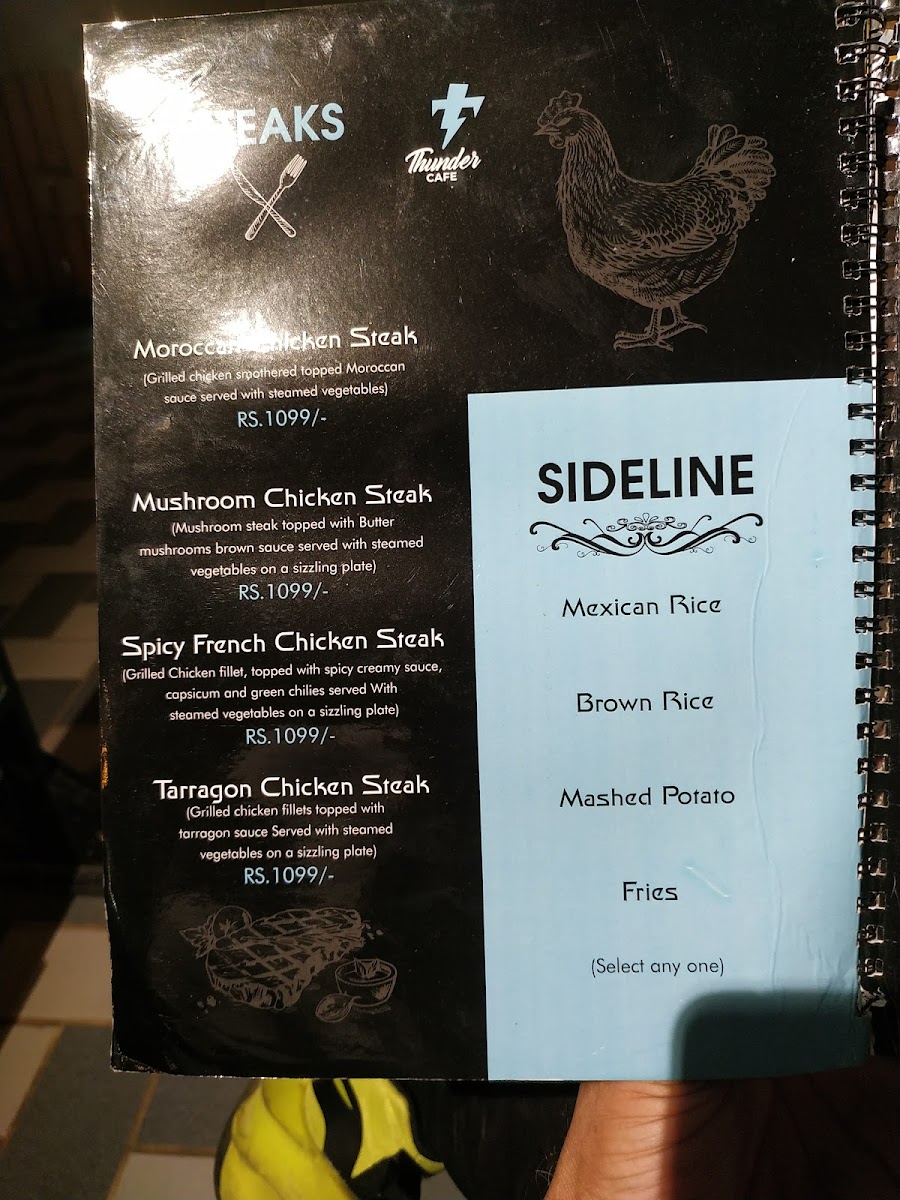 Thunder
CAFE
Moroccan Chicken Steak
(Grilled chicken smothered topped Moroccan
sauce served with steamed vegetables)
RS.1099/-
Mushroom Chicken Steak
(Mushroom steak topped with Butter
mushrooms brown sauce served with steamed
vegetables on a sizzling plate)
RS.1099/-
Spicy French Chicken Steak
(Grilled Chicken fillet, topped with spicy creamy sauce,
capsicum and green chilies served With
steamed vegetables on a sizzling plate)
RS.1099/-
Tarragon Chicken Steak
(Grilled chicken fillets topped with
tarragon sauce Served with steamed
vegetables on a sizzling plate)
RS.1099/-
SIDELINE
Mexican Rice
Brown Rice
Mashed Potato
Fries
(Select any one)